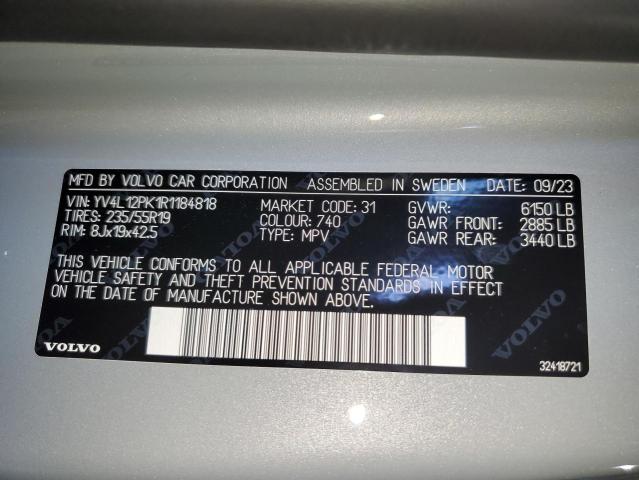 MFD BY VOLVO CAR CORPORATION ASSEMBLED IN SWEDEN DATE: 09/23
VIN: YV4L12PK1R1184818 MARKET CODE: 31 GVWR: 6150 LB
TIRES: 235/55R19 COLOUR: 740 GAWR FRONT: 2885 LB
RIM: 8Jx19x42.5 TYPE: MPV GAWR REAR: 3440 LB
THIS VEHICLE CONFORMS TO ALL APPLICABLE FEDERAL MOTOR
VEHICLE SAFETY AND THEFT PREVENTION STANDARDS IN EFFECT
ON THE DATE OF MANUFACTURE SHOWN ABOVE.
VOLVO 32418721